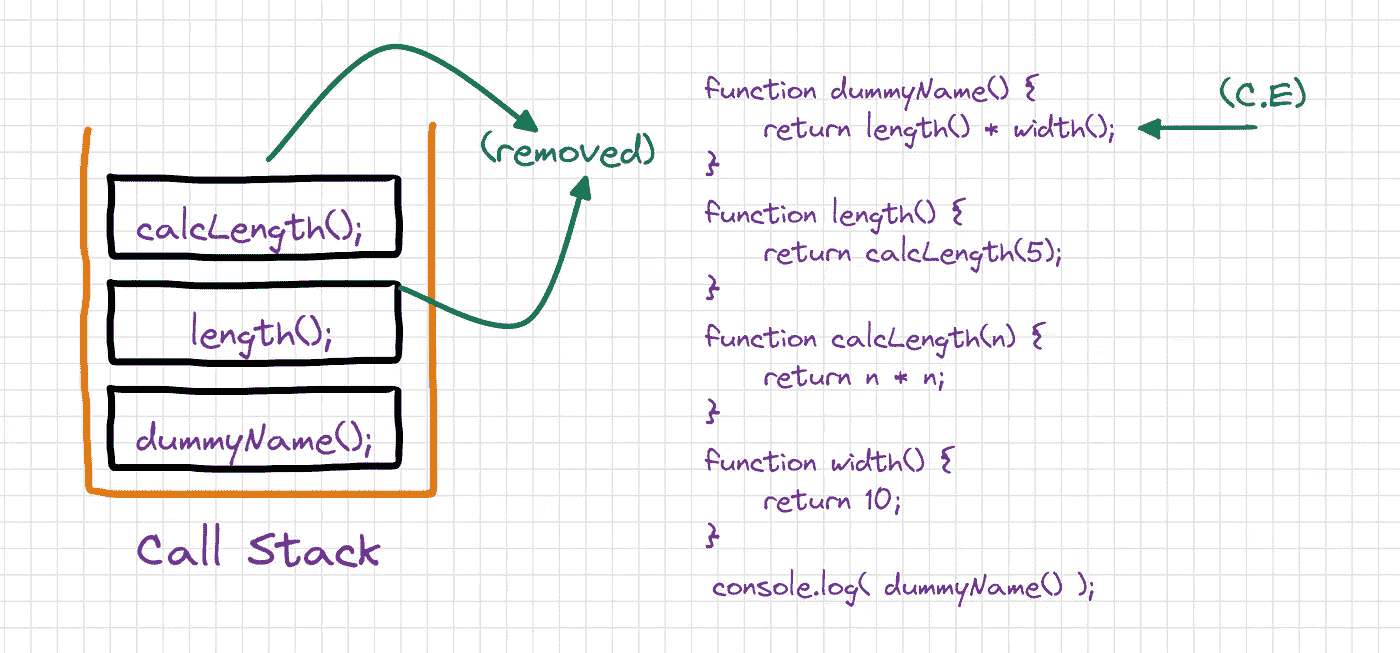 calcLength();
length();
dummyName();
Call Stack
(removed)
function dummyName() {
return length() * width();
}
(C.E)
function length() {
return calcLength(5);
}
function calcLength(n) {
return n * n;
}
function width() {
return 10;
}
console.log( dummyName() );